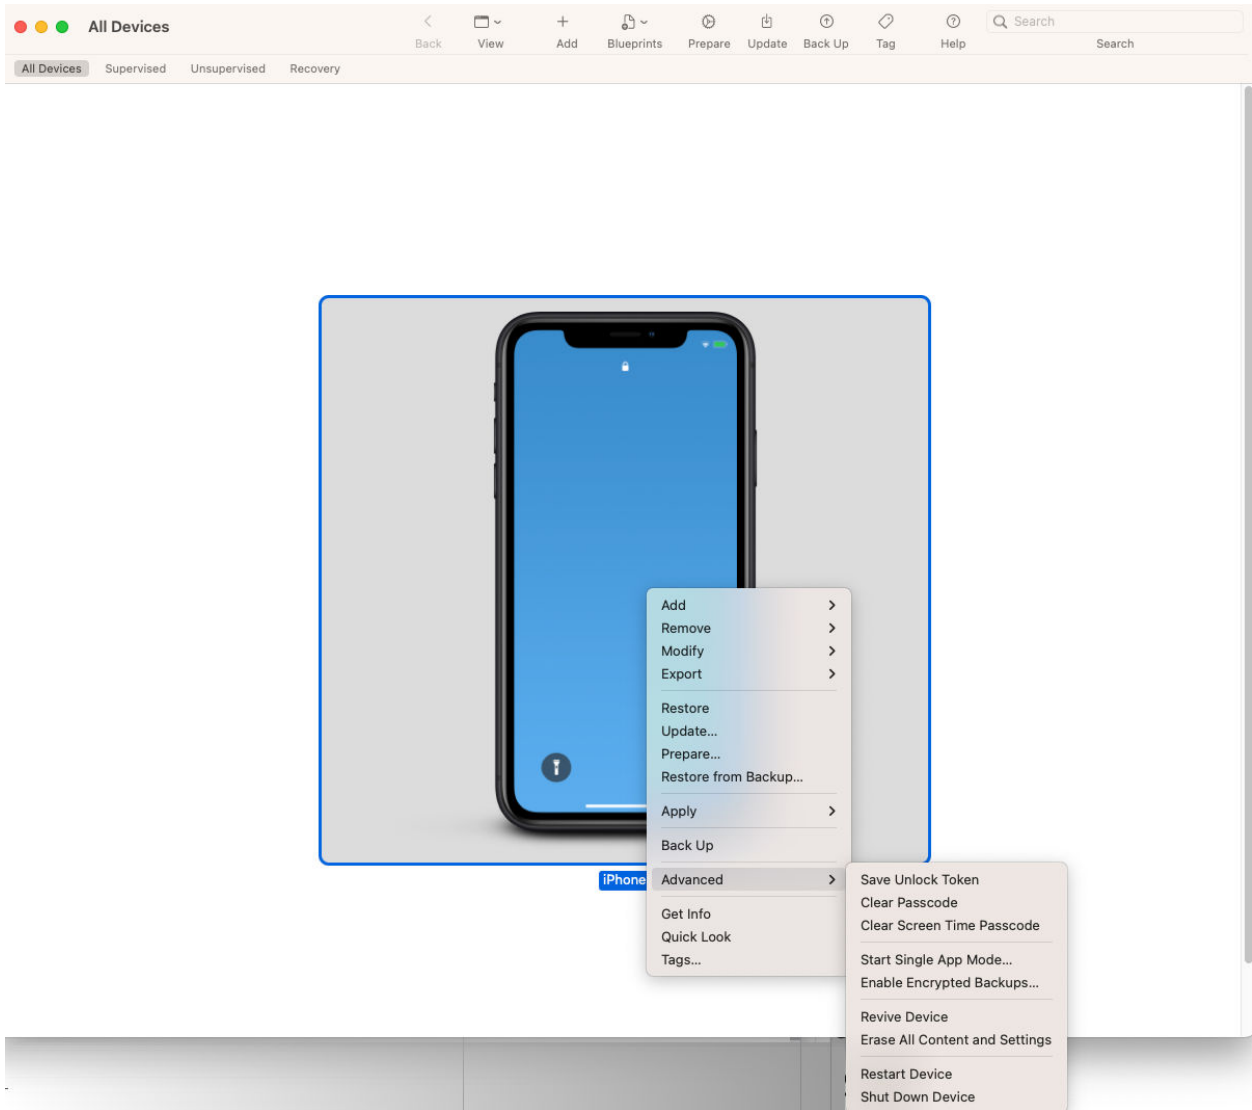 All Devices
Back
View
Add
Blueprints
Prepare
Update
Back Up
Tag
Help
Search
Search
All Devices
Supervised
Unsupervised
Recovery
iPhone
Add
Remove
Modify
Export
Restore
Update...
Prepare...
Restore from Backup...
Apply
Back Up
Advanced
Get Info
Quick Look
Tags...
Save Unlock Token
Clear Passcode
Clear Screen Time Passcode
Start Single App Mode...
Enable Encrypted Backups...
Revive Device
Erase All Content and Settings
Restart Device
Shut Down Device